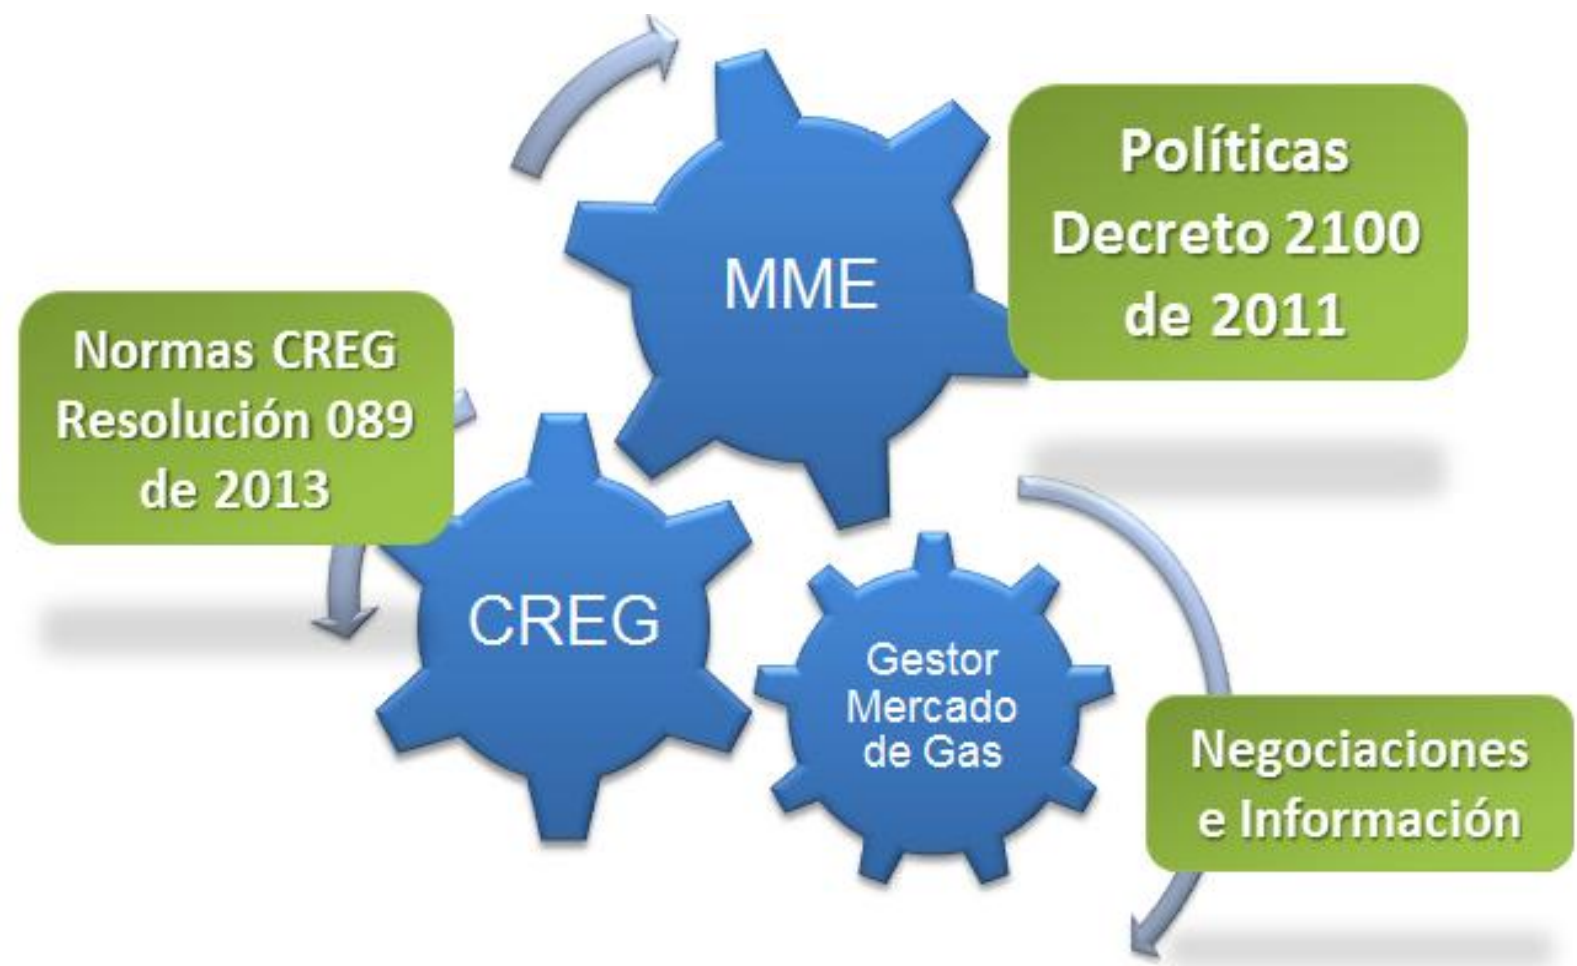 MME
Políticas
Decreto 2100
de 2011
Normas CREG
Resolución 089
de 2013
CREG
Gestor
Mercado
de Gas
Negociaciones
e Información